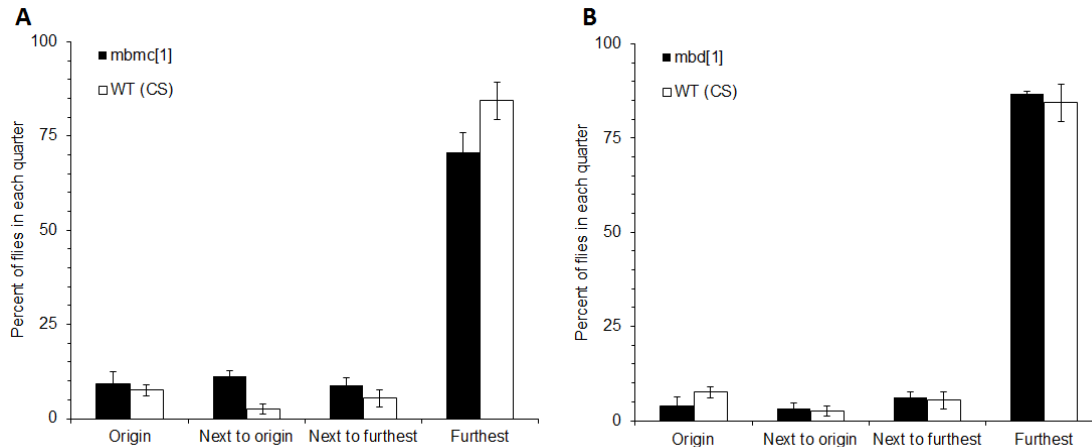 A
Percent of flies in each quarter
100
75
50
25
0
mbmc[1]
WT (CS)
Origin
Next to origin
Next to furthest
Furthest
B
Percent of flies in each quarter
100
75
50
25
0
mbd[1]
WT (CS)
Origin
Next to origin
Next to furthest
Furthest